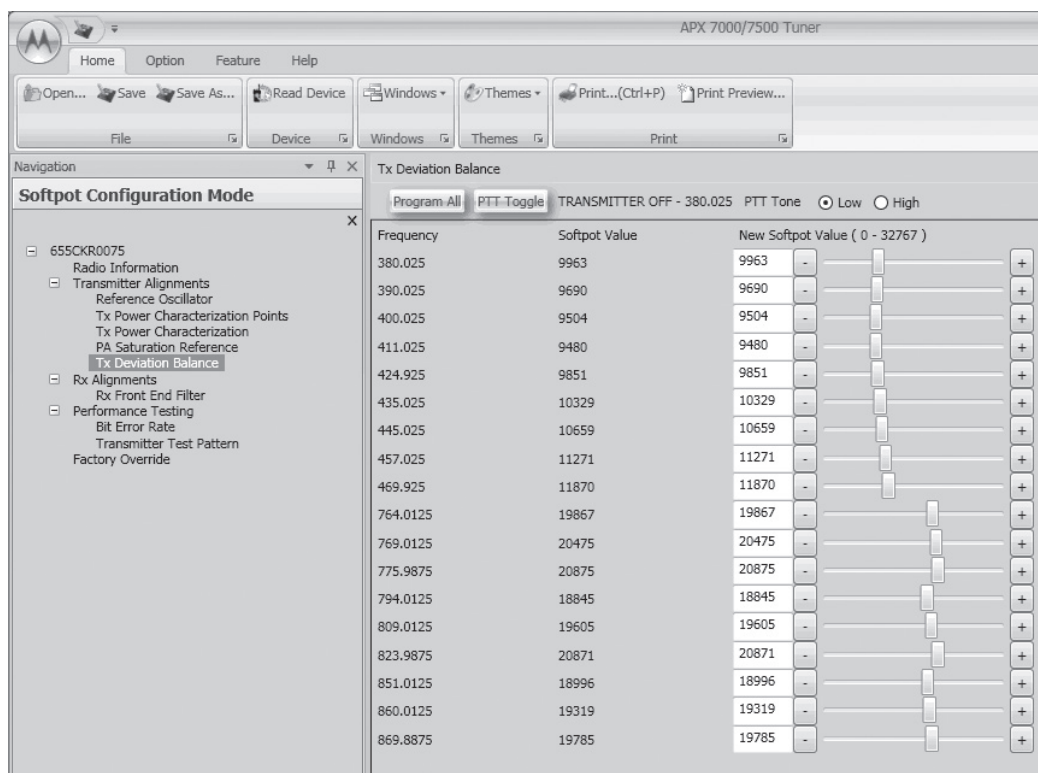 APX 7000/7500 Tuner
Home Option Feature Help
Open... Save Save As... Read Device Windows Themes Print...(Ctrl+P) Print Preview...
File Device Windows Themes Print
Navigation
Softpot Configuration Mode
655CKR0075
Radio Information
Transmitter Alignments
Reference Oscillator
Tx Power Characterization Points
Tx Power Characterization
PA Saturation Reference
Tx Deviation Balance
Rx Alignments
Rx Front End Filter
Performance Testing
Bit Error Rate
Transmitter Test Pattern
Factory Override
Tx Deviation Balance
Program All PTT Toggle TRANSMITTER OFF - 380.025 PTT Tone Low High
Frequency Softpot Value New Softpot Value ( 0 - 32767 )
380.025 9963 9963 - +
390.025 9690 9690 - +
400.025 9504 9504 - +
411.025 9480 9480 - +
424.925 9851 9851 - +
435.025 10329 10329 - +
445.025 10659 10659 - +
457.025 11271 11271 - +
469.925 11870 11870 - +
764.0125 19867 19867 - +
769.0125 20475 20475 - +
775.9875 20875 20875 - +
794.0125 18845 18845 - +
809.0125 19605 19605 - +
823.9875 20871 20871 - +
851.0125 18996 18996 - +
860.0125 19319 19319 - +
869.8875 19785 19785 - +